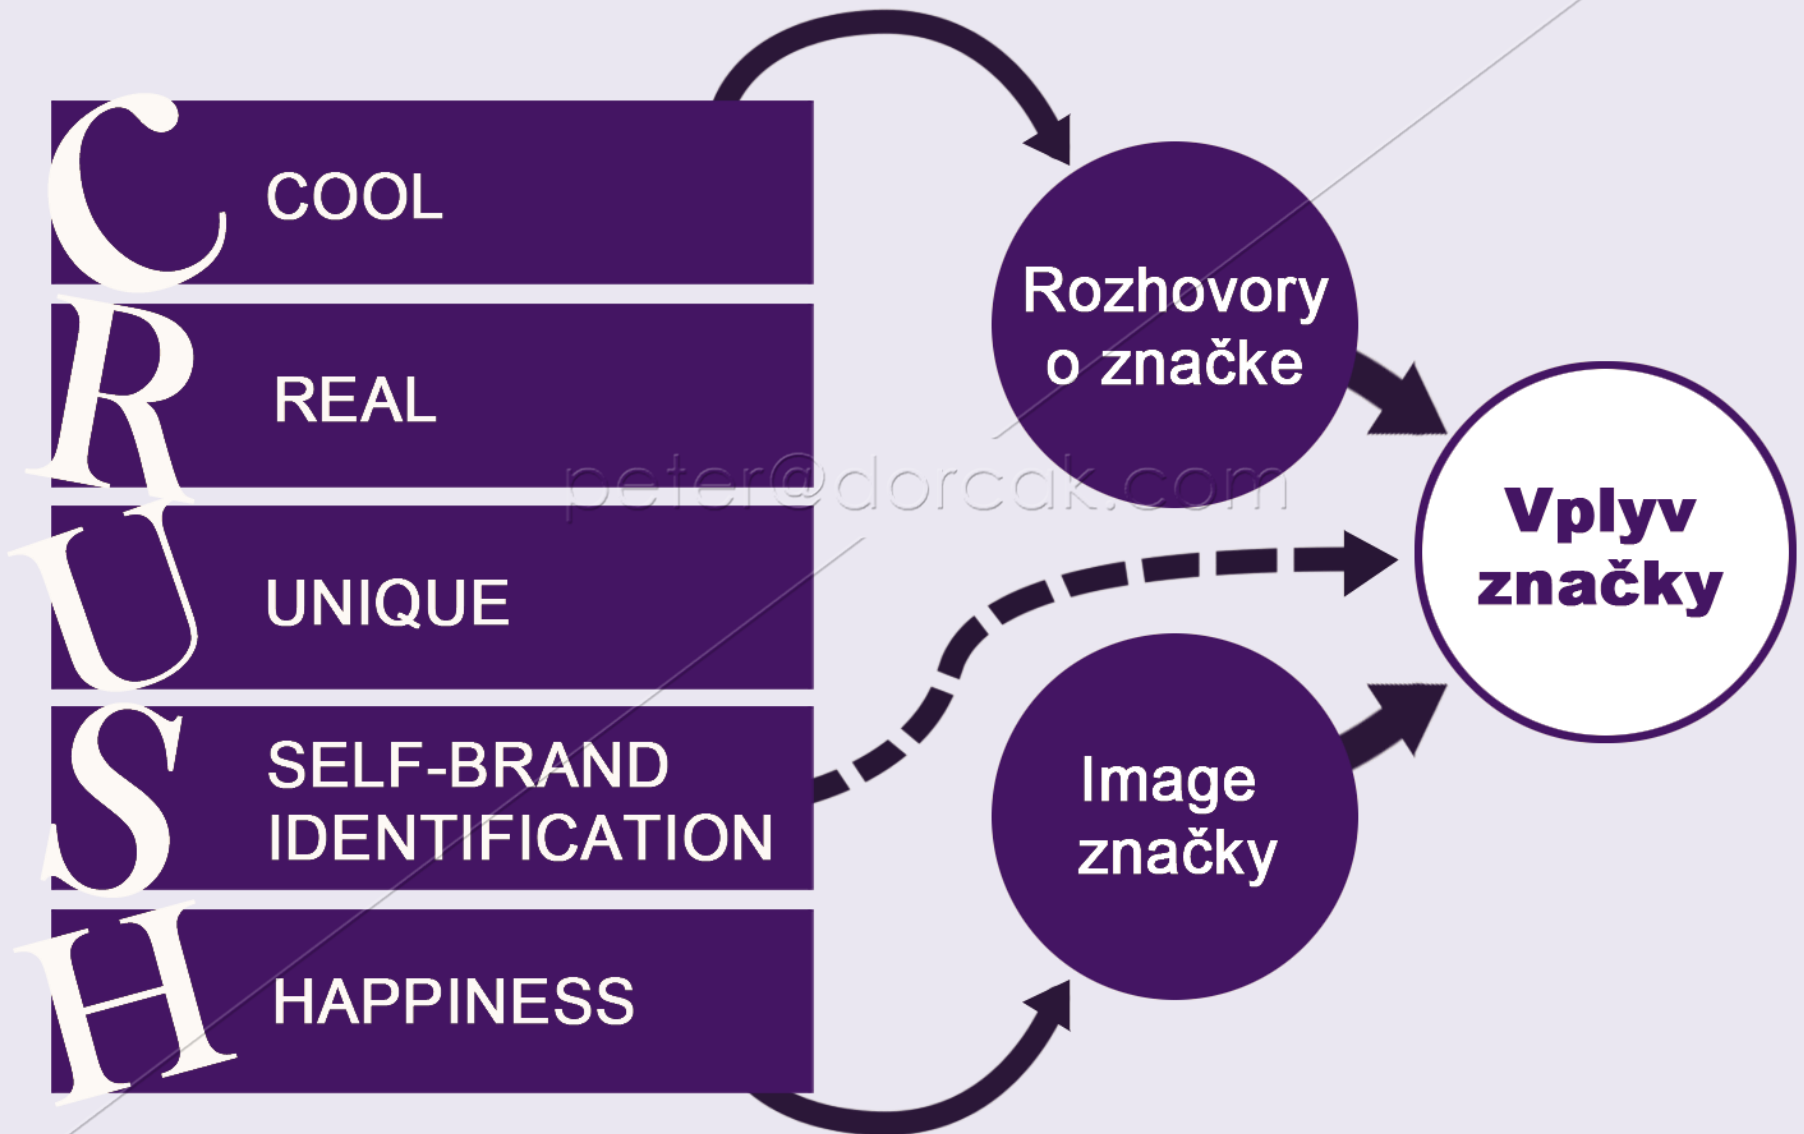 C COOL
R REAL
U UNIQUE
S SELF-BRAND
IDENTIFICATION
H HAPPINESS
Rozhovory
o značke
Image
značky
Vplyv
značky
peter@dorcak.com